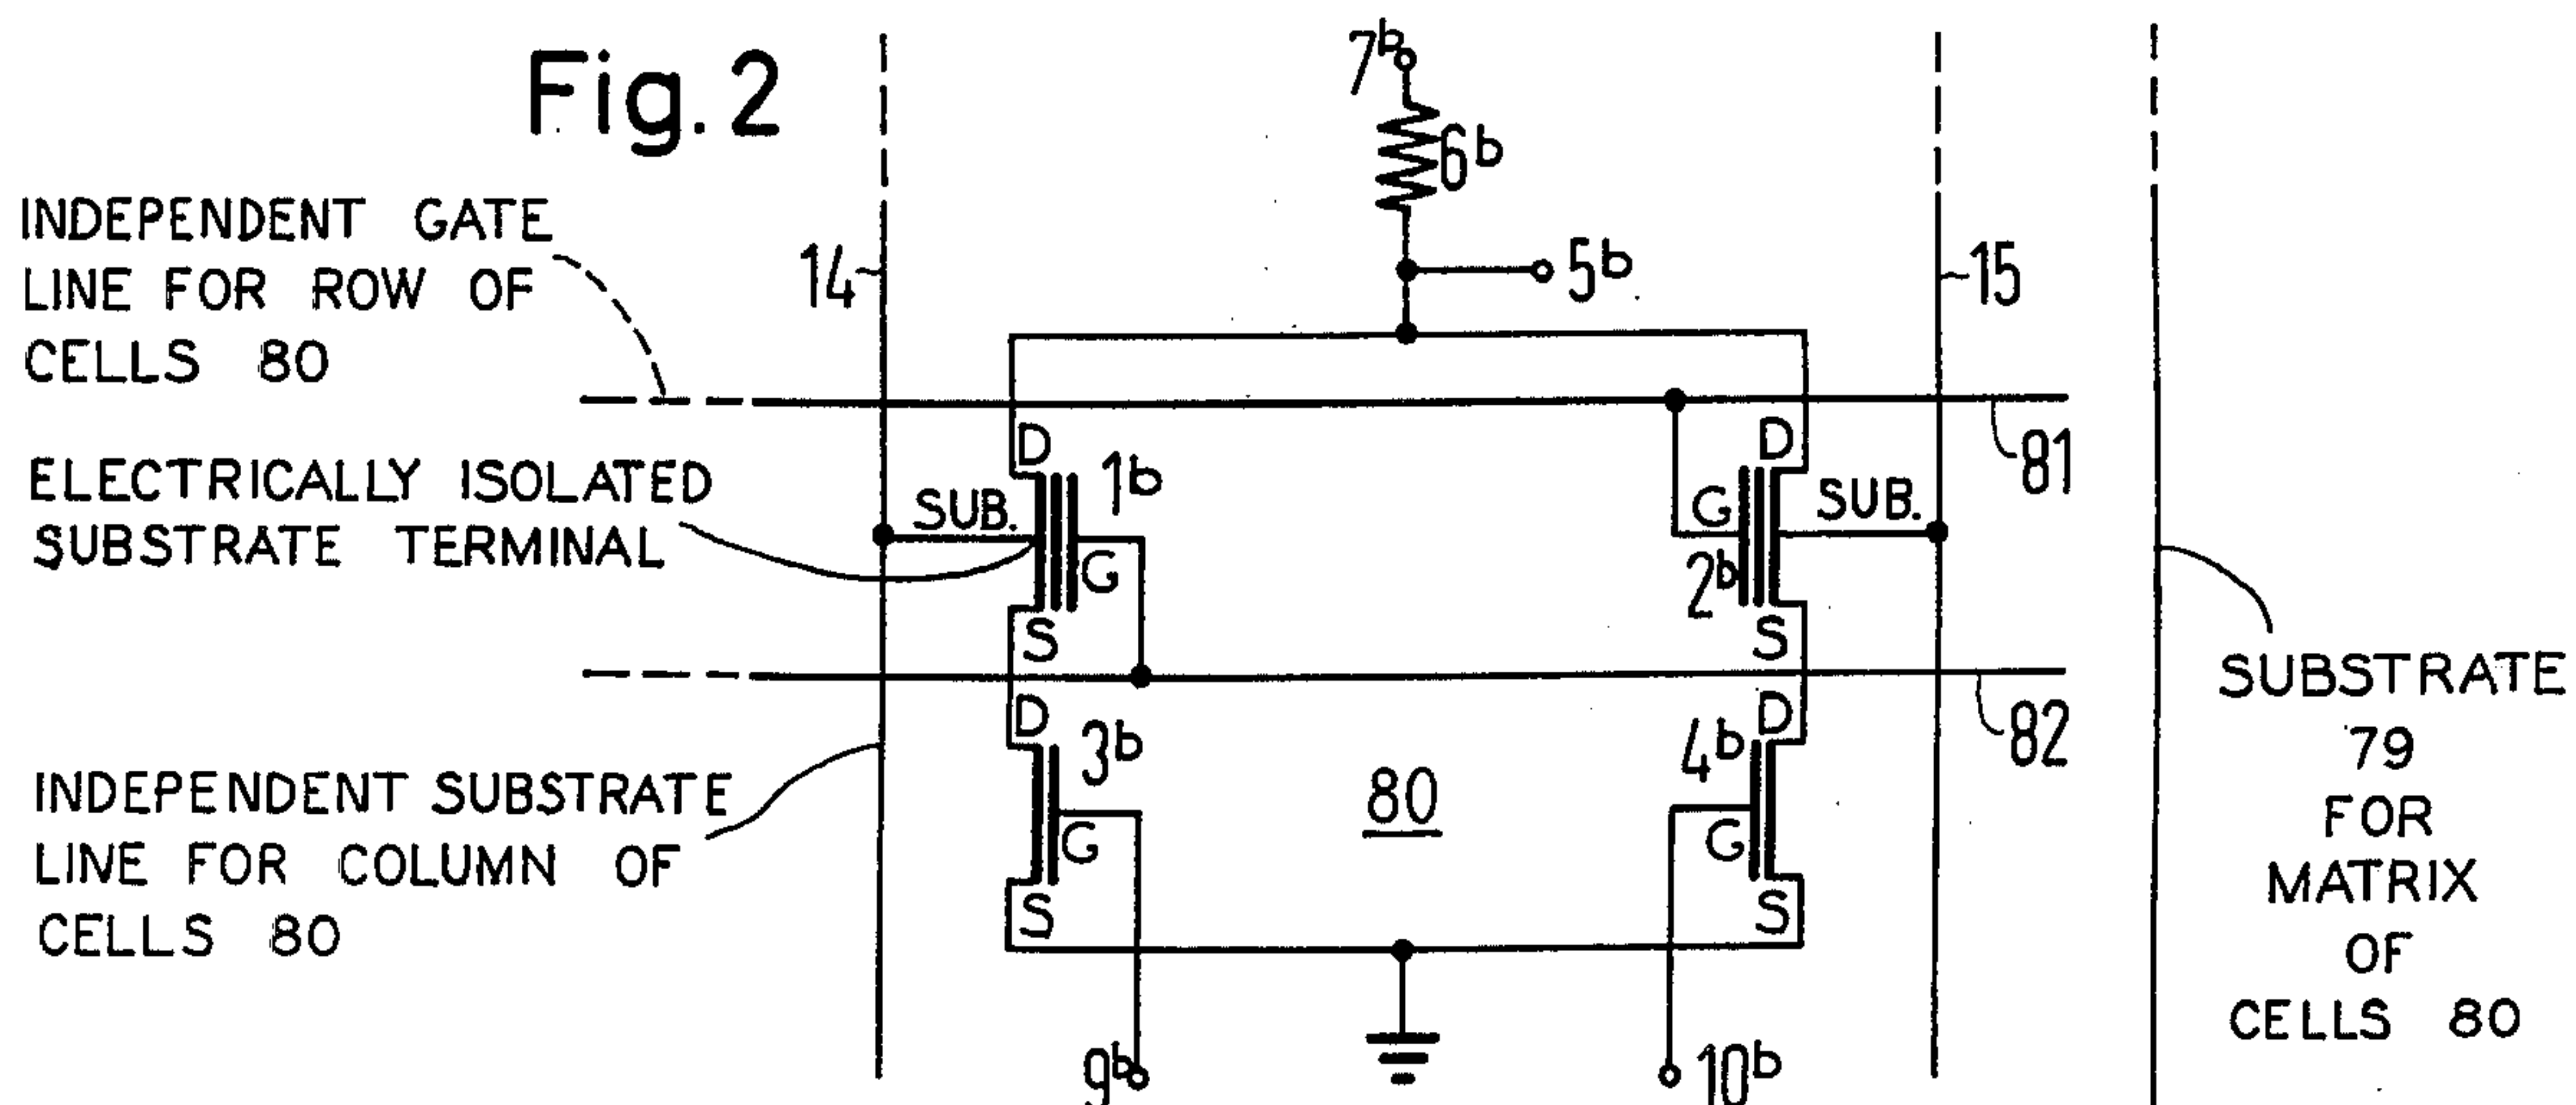 Fig. 2
7b
6b
5b
INDEPENDENT GATE
LINE FOR ROW OF
CELLS 80
14
15
81
ELECTRICALLY ISOLATED
SUBSTRATE TERMINAL
D
SUB.
1b
G
S
D
G
SUB.
2b
S
82
INDEPENDENT SUBSTRATE
LINE FOR COLUMN OF
CELLS 80
D
3b
G
S
80
D
4b
G
S
9b
10b
SUBSTRATE
79
FOR
MATRIX
OF
CELLS 80